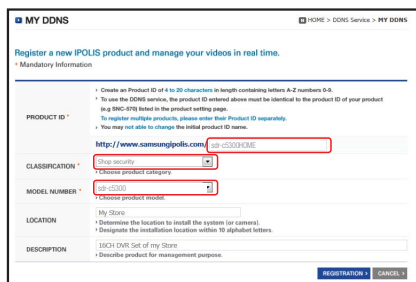 MY DDNS
HOME > DDNS Service > MY DDNS
Register a new IPOLIS product and manage your videos in real time.
* Mandatory Information
PRODUCT ID *
› Create an Product ID of 4 to 20 characters in length containing letters A-Z numbers 0-9.
› To use the DDNS service, the product ID entered above must be identical to the product ID of your product
(e.g SNC-570) listed in the product setting page.
To register multiple products, please enter their Product ID separately.
› You may not able to change the initial product ID name.
http://www.samsungipolis.com/ sdr-c5300HOME
CLASSIFICATION *
Shop security
› Choose product category.
MODEL NUMBER *
sdr-c5300
› Choose product model.
LOCATION
My Store
› Determine the location to install the system (or camera).
› Designate the installation location within 10 alphabet letters.
DESCRIPTION
16CH DVR Set of my Store
› Describe product for management purpose.
REGISTRATION › CANCEL ›